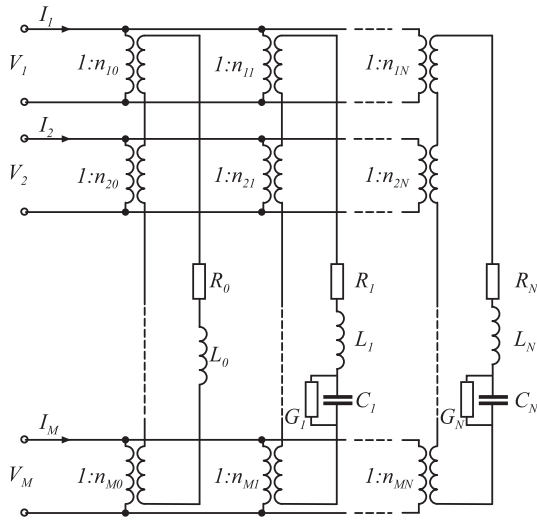 I1
V1 1:n10 1:n11 1:n1N
I2
V2 1:n20 1:n21 1:n2N
R0 R1 RN
L0 L1 LN
G1 C1 GN CN
IM
VM 1:nM0 1:nM1 1:nMN